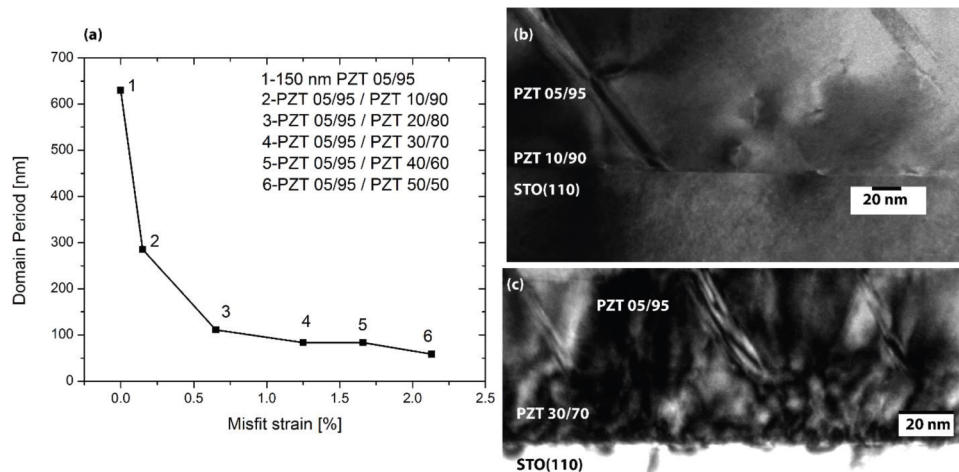 (a)
700
600
500
400
300
200
100
0
Domain Period [nm]
0.0 0.5 1.0 1.5 2.0 2.5
Misfit strain [%]
1
2
3
4
5
6
1-150 nm PZT 05/95
2-PZT 05/95 / PZT 10/90
3-PZT 05/95 / PZT 20/80
4-PZT 05/95 / PZT 30/70
5-PZT 05/95 / PZT 40/60
6-PZT 05/95 / PZT 50/50
(b)
PZT 05/95
PZT 10/90
STO(110)
20 nm
(c)
PZT 05/95
PZT 30/70
20 nm
STO(110)